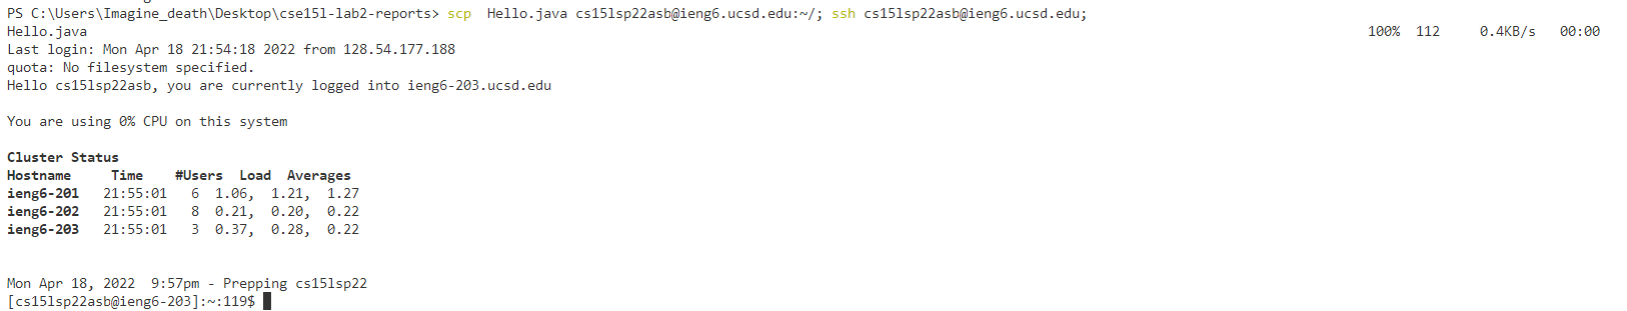 PS C:\Users\Imagine_death\Desktop\cse15l-lab2-reports> scp  Hello.java cs15lsp22asb@ieng6.ucsd.edu:~/; ssh cs15lsp22asb@ieng6.ucsd.edu;
Hello.java 100%  112     0.4KB/s   00:00
Last login: Mon Apr 18 21:54:18 2022 from 128.54.177.188
quota: No filesystem specified.
Hello cs15lsp22asb, you are currently logged into ieng6-203.ucsd.edu
You are using 0% CPU on this system
Cluster Status
Hostname     Time    #Users  Load  Averages
ieng6-201   21:55:01   6  1.06,  1.21,  1.27
ieng6-202   21:55:01   8  0.21,  0.20,  0.22
ieng6-203   21:55:01   3  0.37,  0.28,  0.22
Mon Apr 18, 2022  9:57pm - Prepping cs15lsp22
[cs15lsp22asb@ieng6-203]:~:119$